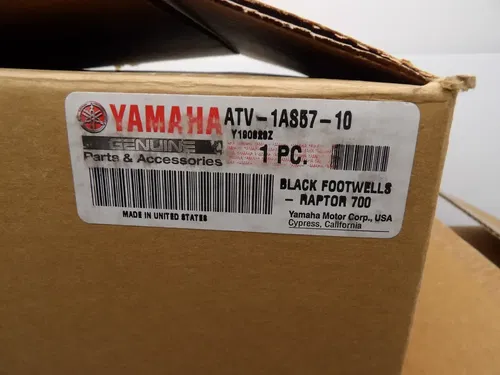 YAMAHA
ATV-1AS57-10
GENUINE
Parts & Accessories
1 PC.
BLACK FOOTWELLS
- RAPTOR 700
MADE IN UNITED STATES
Yamaha Motor Corp., USA
Cypress, California